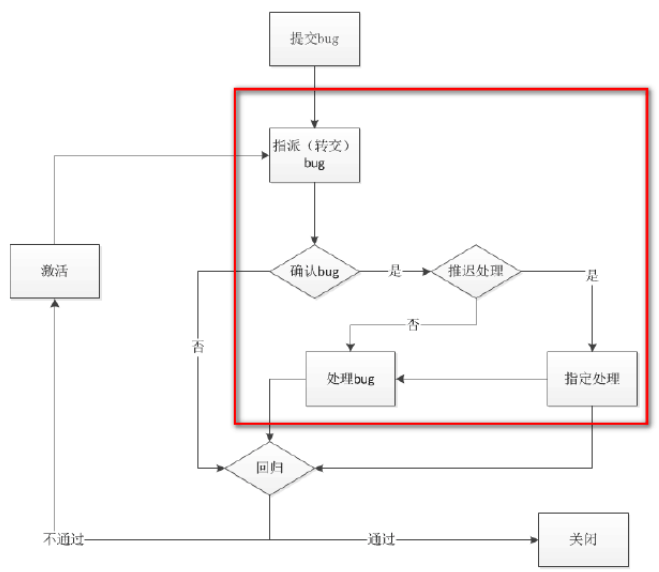 提交bug
指派（转交）
bug
激活
确认bug
是
推迟处理
是
否
否
处理bug
指定处理
回归
不通过
通过
关闭